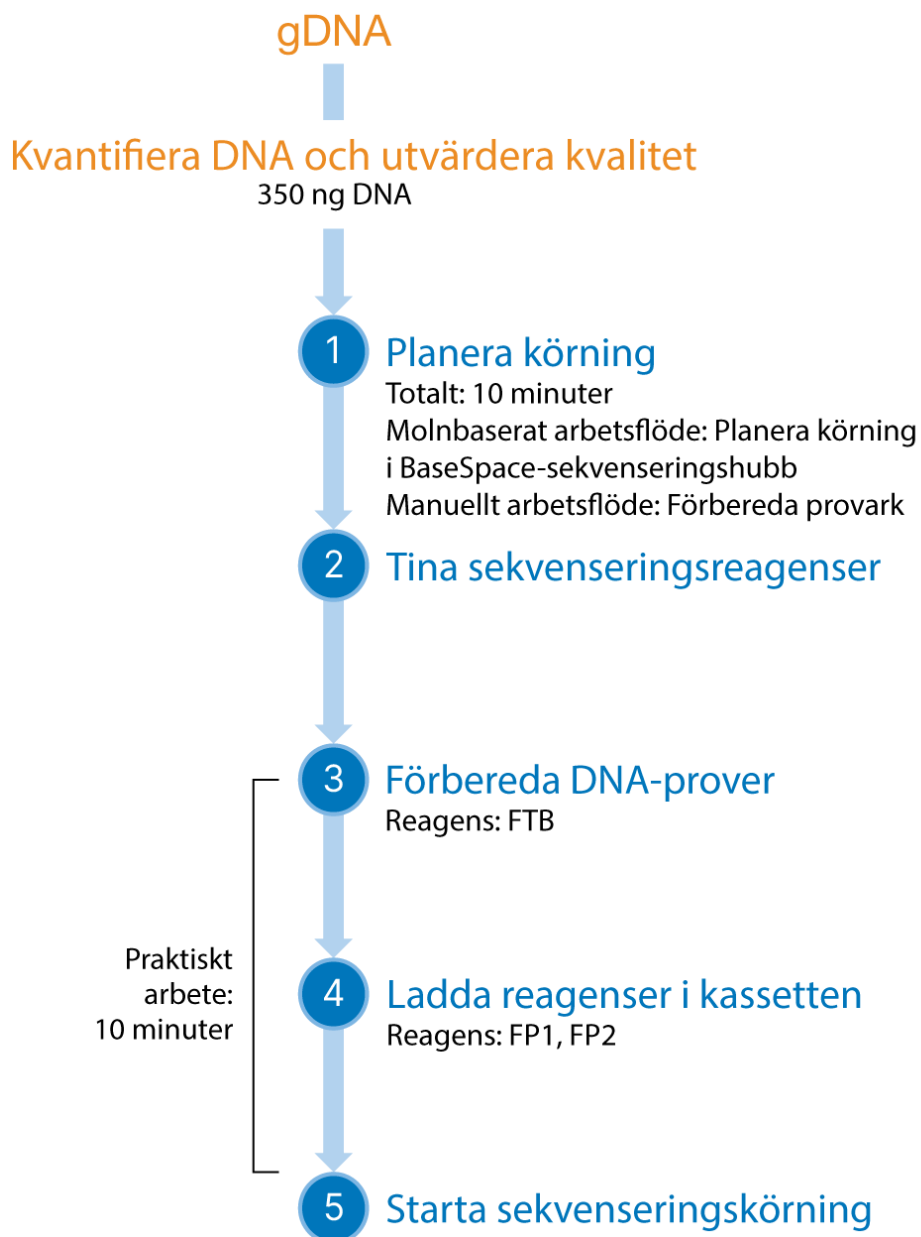 gDNA
Kvantifiera DNA och utvärdera kvalitet
350 ng DNA
1
Planera körning
Totalt: 10 minuter
Molnbaserat arbetsflöde: Planera körning
i BaseSpace-sekvenseringshubb
Manuellt arbetsflöde: Förbereda provark
2
Tina sekvenseringsreagenser
3
Förbereda DNA-prover
Reagens: FTB
Praktiskt
arbete:
10 minuter
4
Ladda reagenser i kassetten
Reagens: FP1, FP2
5
Starta sekvenseringskörning